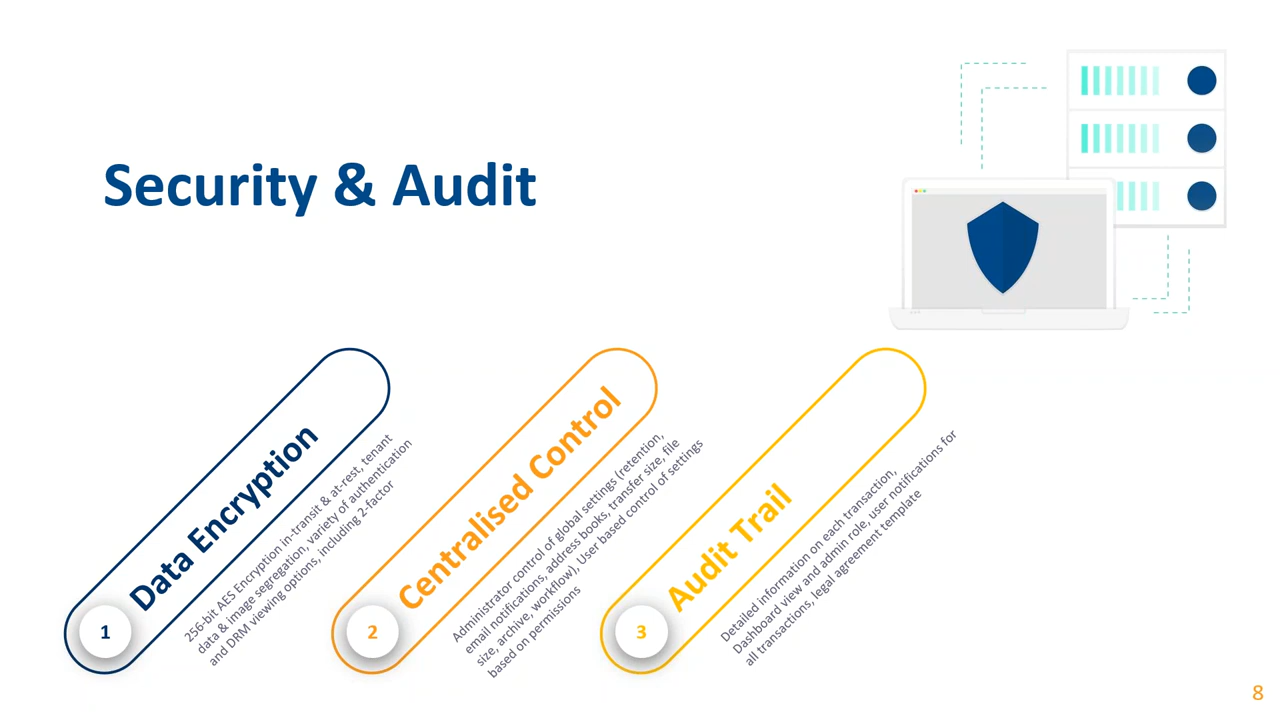 Security & Audit
1
Data Encryption
256-bit AES Encryption in-transit & at-rest, tenant
data & image segregation, variety of authentication
and DRM viewing options, including 2-factor
2
Centralised Control
Administrator control of global settings (retention,
email notifications, address books, transfer size, file
size, archive, workflow), User based control of settings
based on permissions
3
Audit Trail
Detailed information on each transaction,
Dashboard view and admin role, user notifications for
all transactions, legal agreement template
8